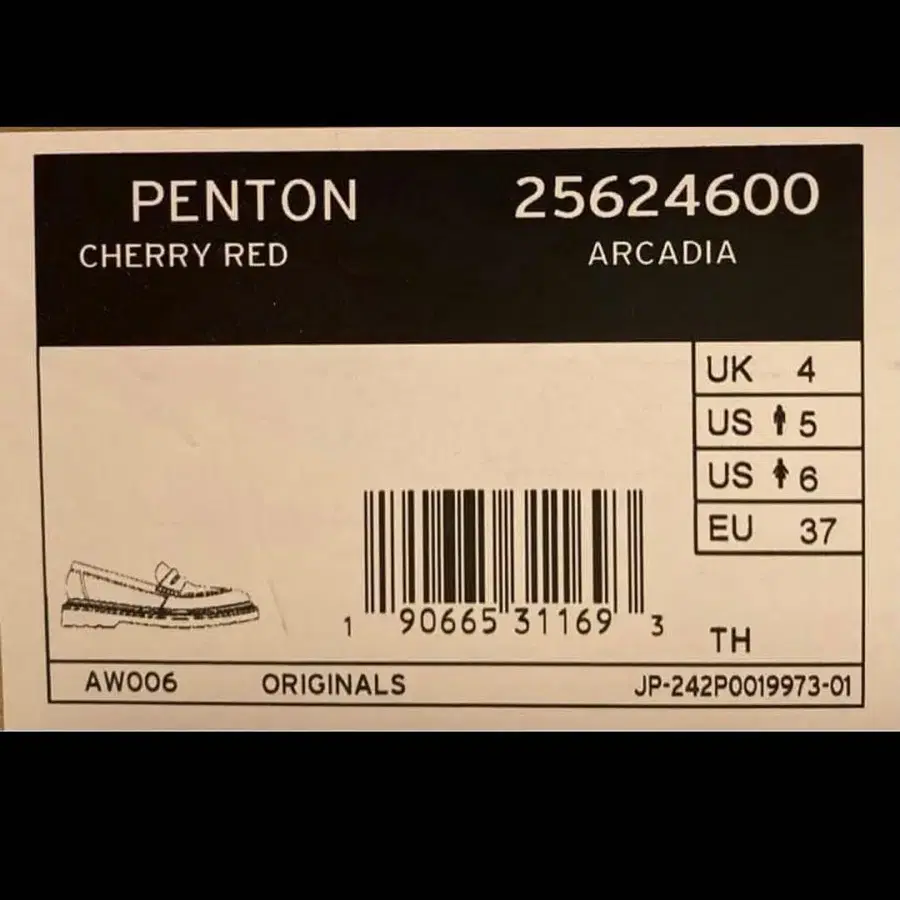 PENTON 25624600
CHERRY RED ARCADIA
UK 4
US 5
US 6
EU 37
1 90665 31169 3
TH
AW006 ORIGINALS JP-242P0019973-01